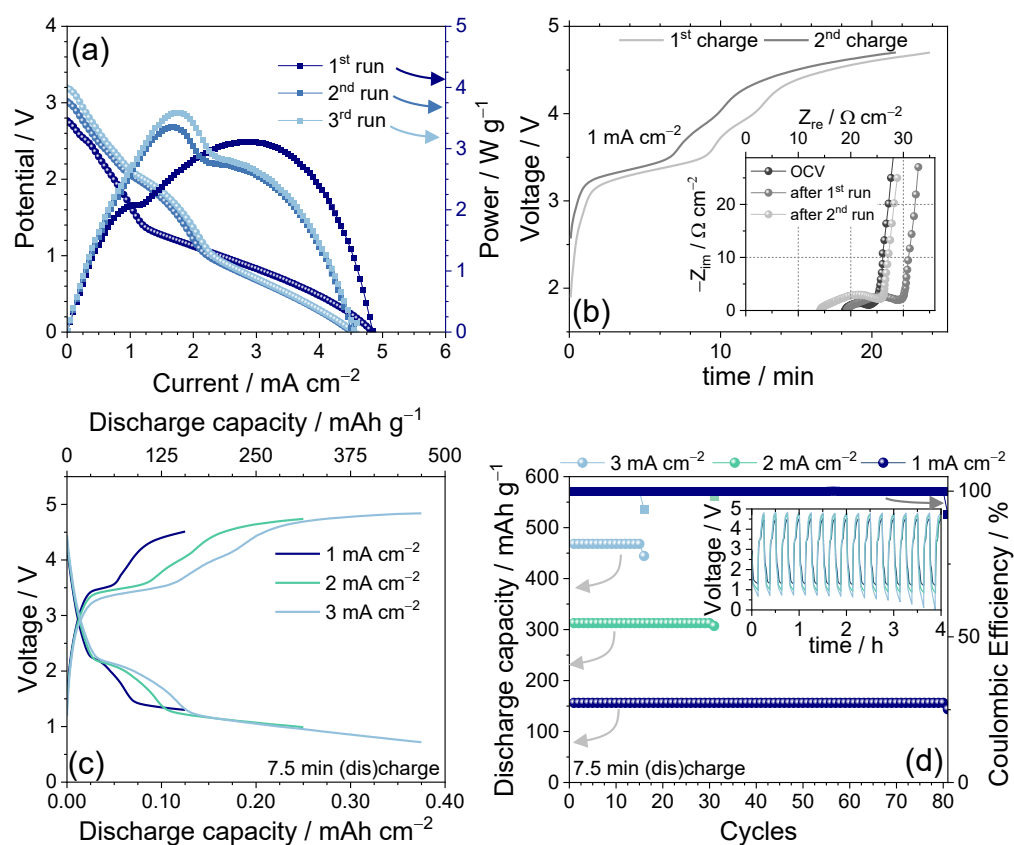 (a)
4
3
2
1
0
Potential / V
0
1
2
3
4
5
6
Current / mA cm⁻²
5
4
3
2
1
0
Power / W g⁻¹
1ˢᵗ run
2ⁿᵈ run
3ʳᵈ run
(b)
5
4
3
2
Voltage / V
0
10
20
time / min
1ˢᵗ charge
2ⁿᵈ charge
1 mA cm⁻²
Zre / Ω cm⁻²
0
10
20
30
−Zim / Ω cm⁻²
20
10
0
OCV
after 1ˢᵗ run
after 2ⁿᵈ run
Discharge capacity / mAh g⁻¹
0
125
250
375
500
5
4
3
2
1
0
Voltage / V
1 mA cm⁻²
2 mA cm⁻²
3 mA cm⁻²
(c)
7.5 min (dis)charge
0.00
0.10
0.20
0.30
0.40
Discharge capacity / mAh cm⁻²
3 mA cm⁻²
2 mA cm⁻²
1 mA cm⁻²
600
550
500
450
400
350
300
250
200
150
100
50
0
Discharge capacity / mAh g⁻¹
100
50
0
Coulombic Efficiency / %
5
4
3
2
1
0
Voltage / V
0
1
2
3
4
time / h
7.5 min (dis)charge
(d)
0
10
20
30
40
50
60
70
80
Cycles